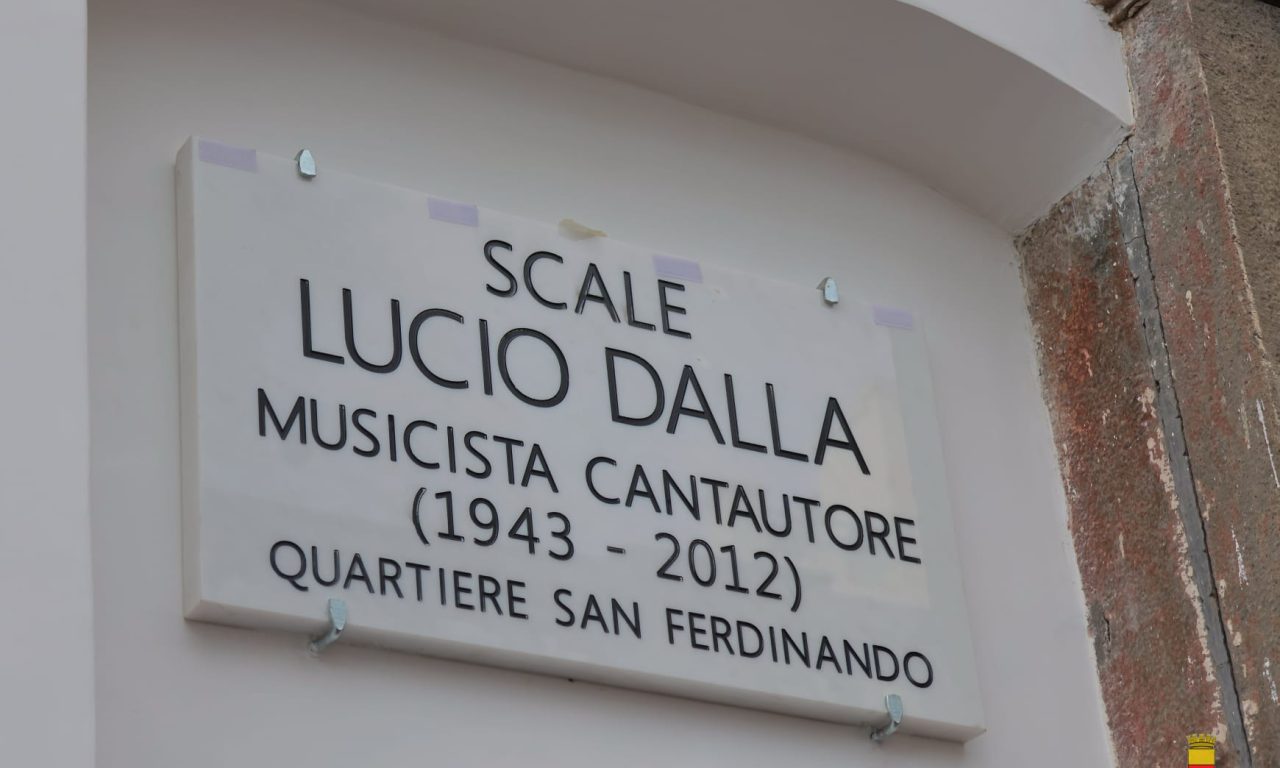 SCALE
LUCIO DALLA
MUSICISTA CANTAUTORE
(1943 - 2012)
QUARTIERE SAN FERDINANDO